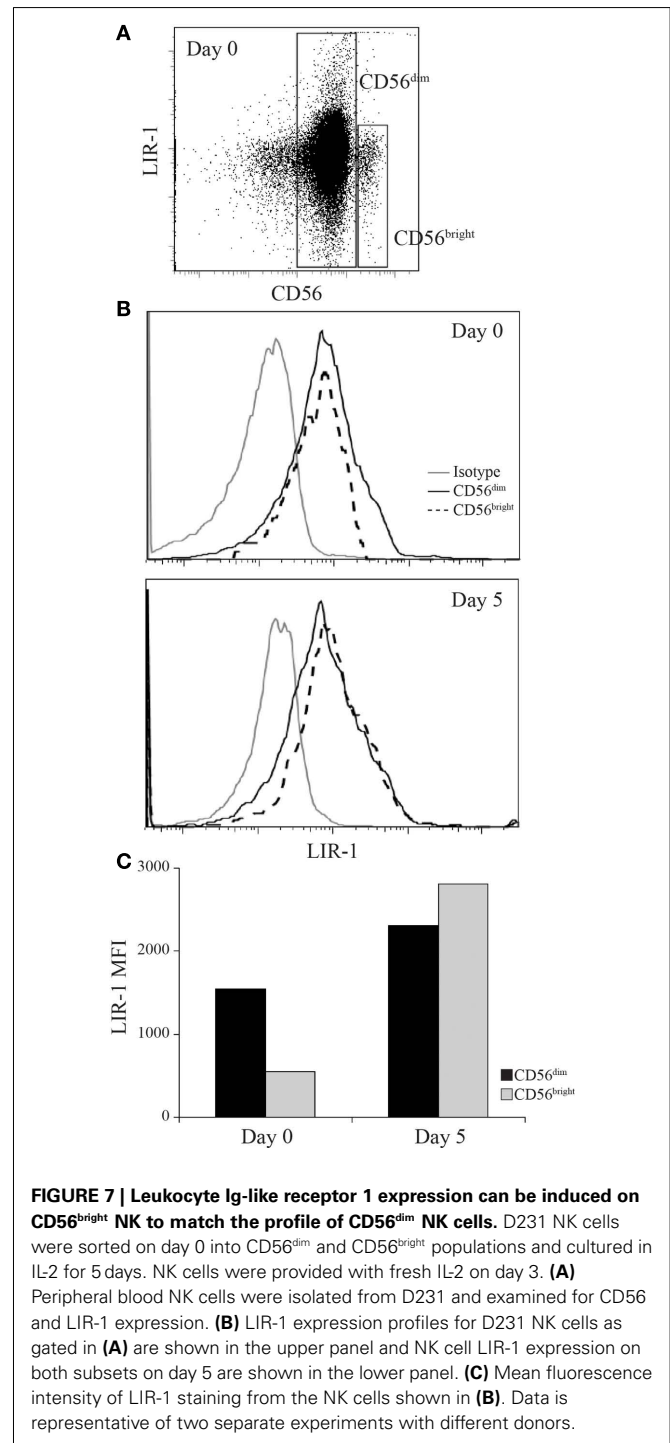 A
Day 0
CD56dim
LIR-1
CD56bright
CD56
B
Day 0
Isotype
CD56dim
CD56bright
Day 5
LIR-1
C
3000
2000
LIR-1 MFI
1000
CD56dim
CD56bright
0
Day 0
Day 5
FIGURE 7 | Leukocyte Ig-like receptor 1 expression can be induced on
CD56bright NK to match the profile of CD56dim NK cells. D231 NK cells
were sorted on day 0 into CD56dim and CD56bright populations and cultured in
IL-2 for 5 days. NK cells were provided with fresh IL-2 on day 3. (A)
Peripheral blood NK cells were isolated from D231 and examined for CD56
and LIR-1 expression. (B) LIR-1 expression profiles for D231 NK cells as
gated in (A) are shown in the upper panel and NK cell LIR-1 expression on
both subsets on day 5 are shown in the lower panel. (C) Mean fluorescence
intensity of LIR-1 staining from the NK cells shown in (B). Data is
representative of two separate experiments with different donors.